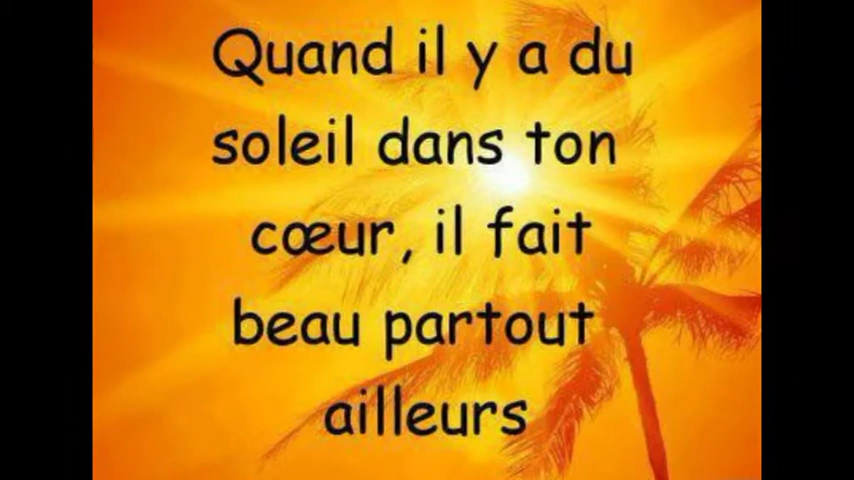 Quand il y a du
soleil dans ton
cœur, il fait
beau partout
ailleurs